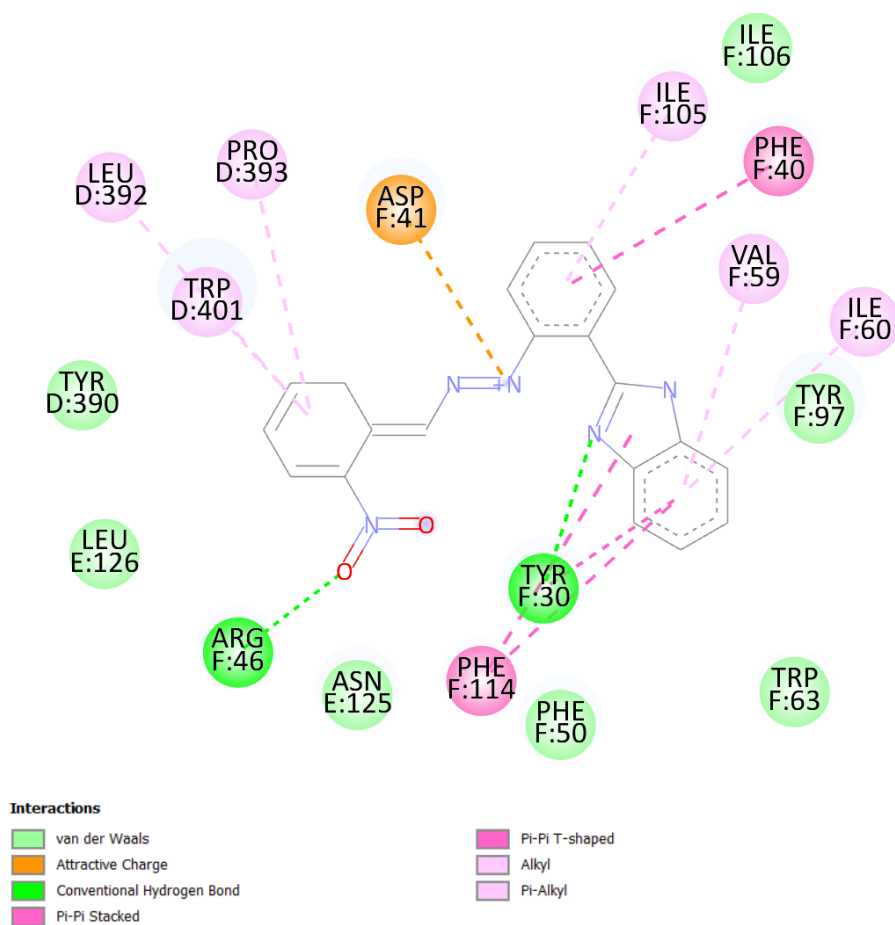 ILE
F:106
ILE
F:105
PHE
F:40
PRO
D:393
LEU
D:392
ASP
F:41
VAL
F:59
TRP
D:401
ILE
F:60
TYR
D:390
TYR
F:97
N
N
+
N
N
N
O
O
LEU
E:126
TYR
F:30
ARG
F:46
ASN
E:125
PHE
F:114
PHE
F:50
TRP
F:63
Interactions
van der Waals
Attractive Charge
Conventional Hydrogen Bond
Pi-Pi Stacked
Pi-Pi T-shaped
Alkyl
Pi-Alkyl